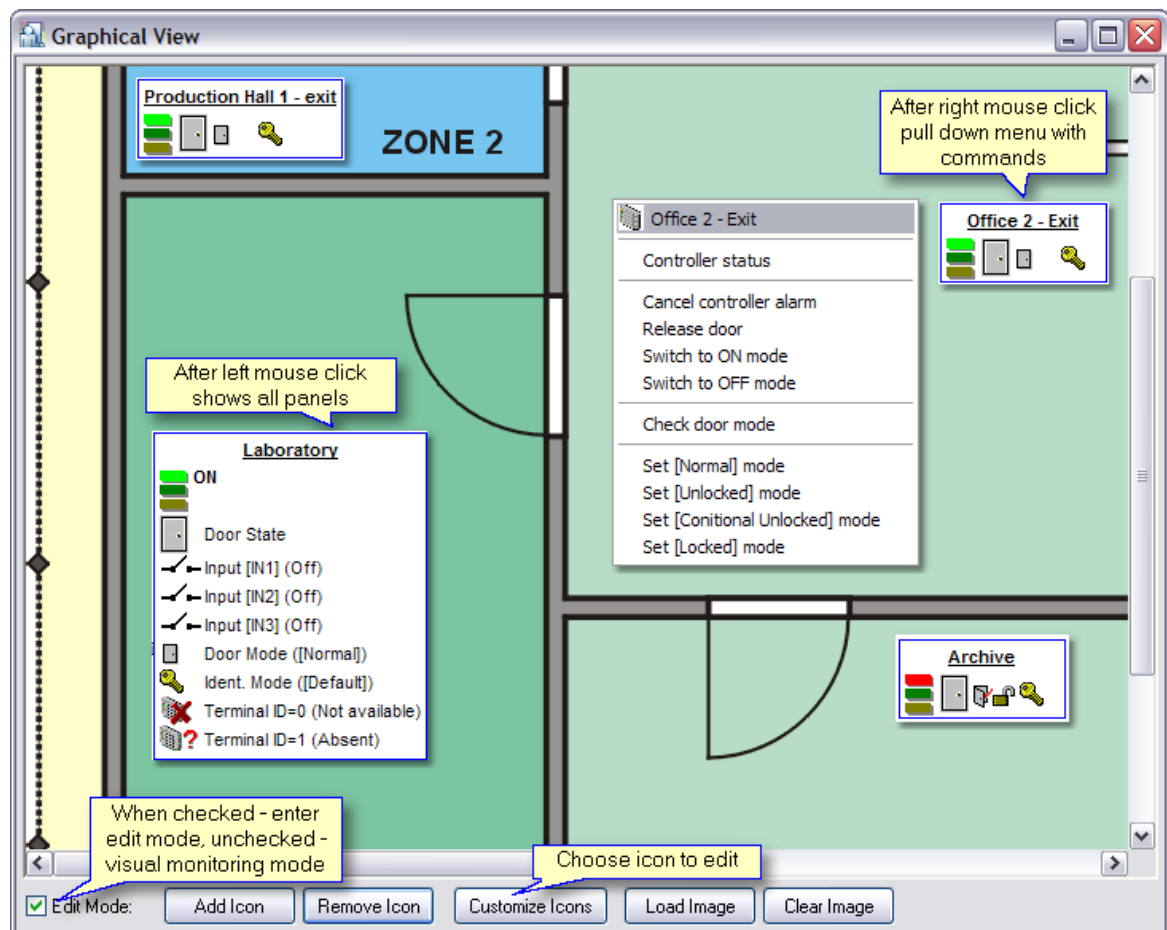 Graphical View
Production Hall 1 - exit
ZONE 2
After right mouse click
pull down menu with
commands
Office 2 - Exit
Office 2 - Exit
Controller status
Cancel controller alarm
Release door
Switch to ON mode
Switch to OFF mode
Check door mode
Set [Normal] mode
Set [Unlocked] mode
Set [Conitional Unlocked] mode
Set [Locked] mode
After left mouse click
shows all panels
Laboratory
ON
Door State
Input [IN1] (Off)
Input [IN2] (Off)
Input [IN3] (Off)
Door Mode ([Normal])
Ident. Mode ([Default])
Terminal ID=0 (Not available)
Terminal ID=1 (Absent)
Archive
When checked - enter
edit mode, unchecked -
visual monitoring mode
Choose icon to edit
Edit Mode:
Add Icon
Remove Icon
Customize Icons
Load Image
Clear Image